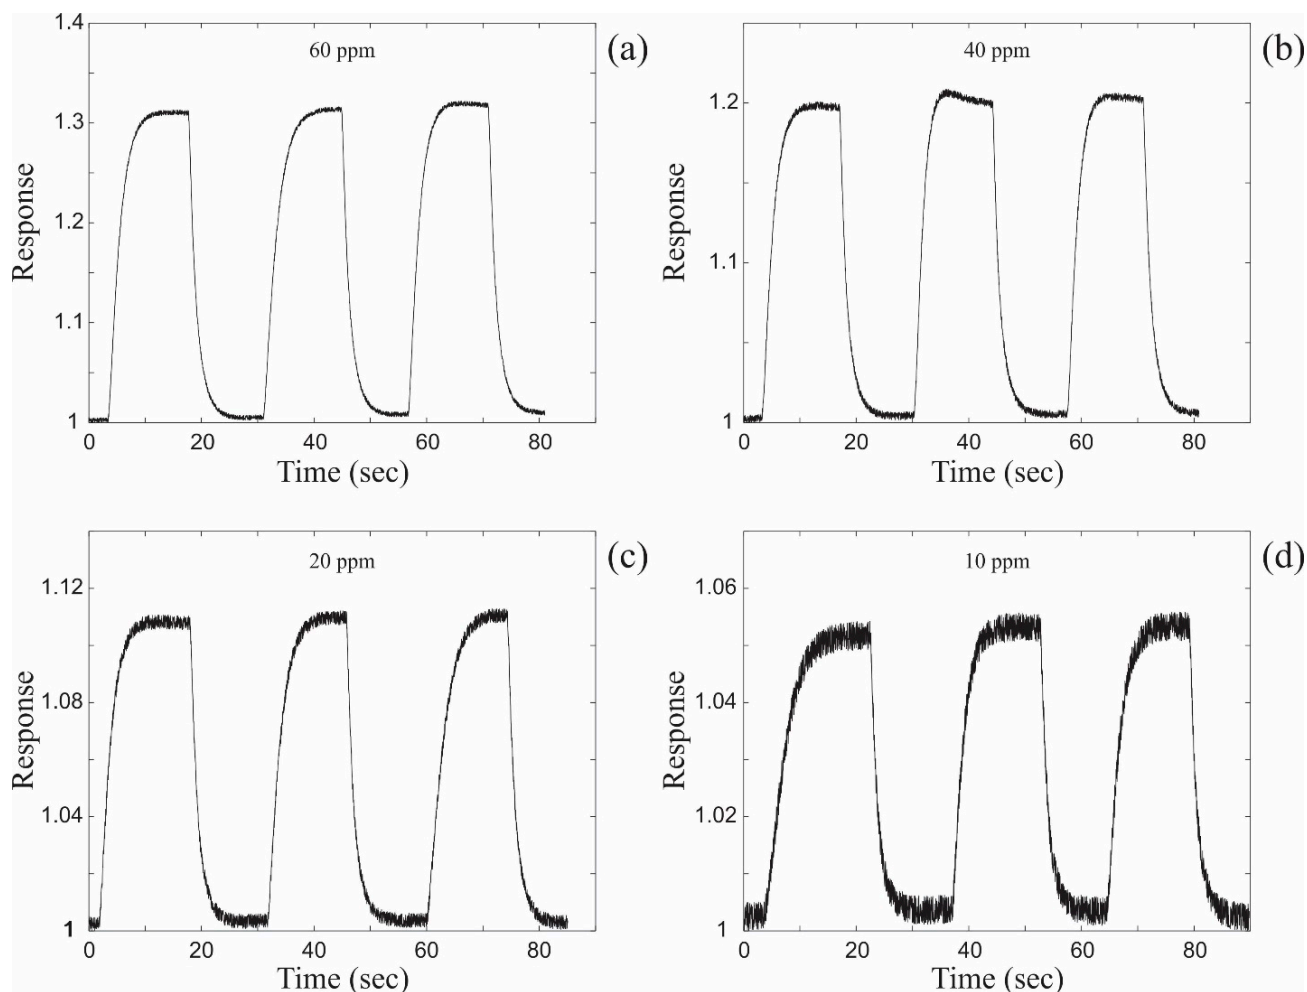 1.4
60 ppm
(a)
1.3
1.2
1.1
1
Response
0 20 40 60 80
Time (sec)
40 ppm
(b)
1.2
1.1
1
Response
0 20 40 60 80
Time (sec)
20 ppm
(c)
1.12
1.08
1.04
1
Response
0 20 40 60 80
Time (sec)
10 ppm
(d)
1.06
1.04
1.02
1
Response
0 20 40 60 80
Time (sec)